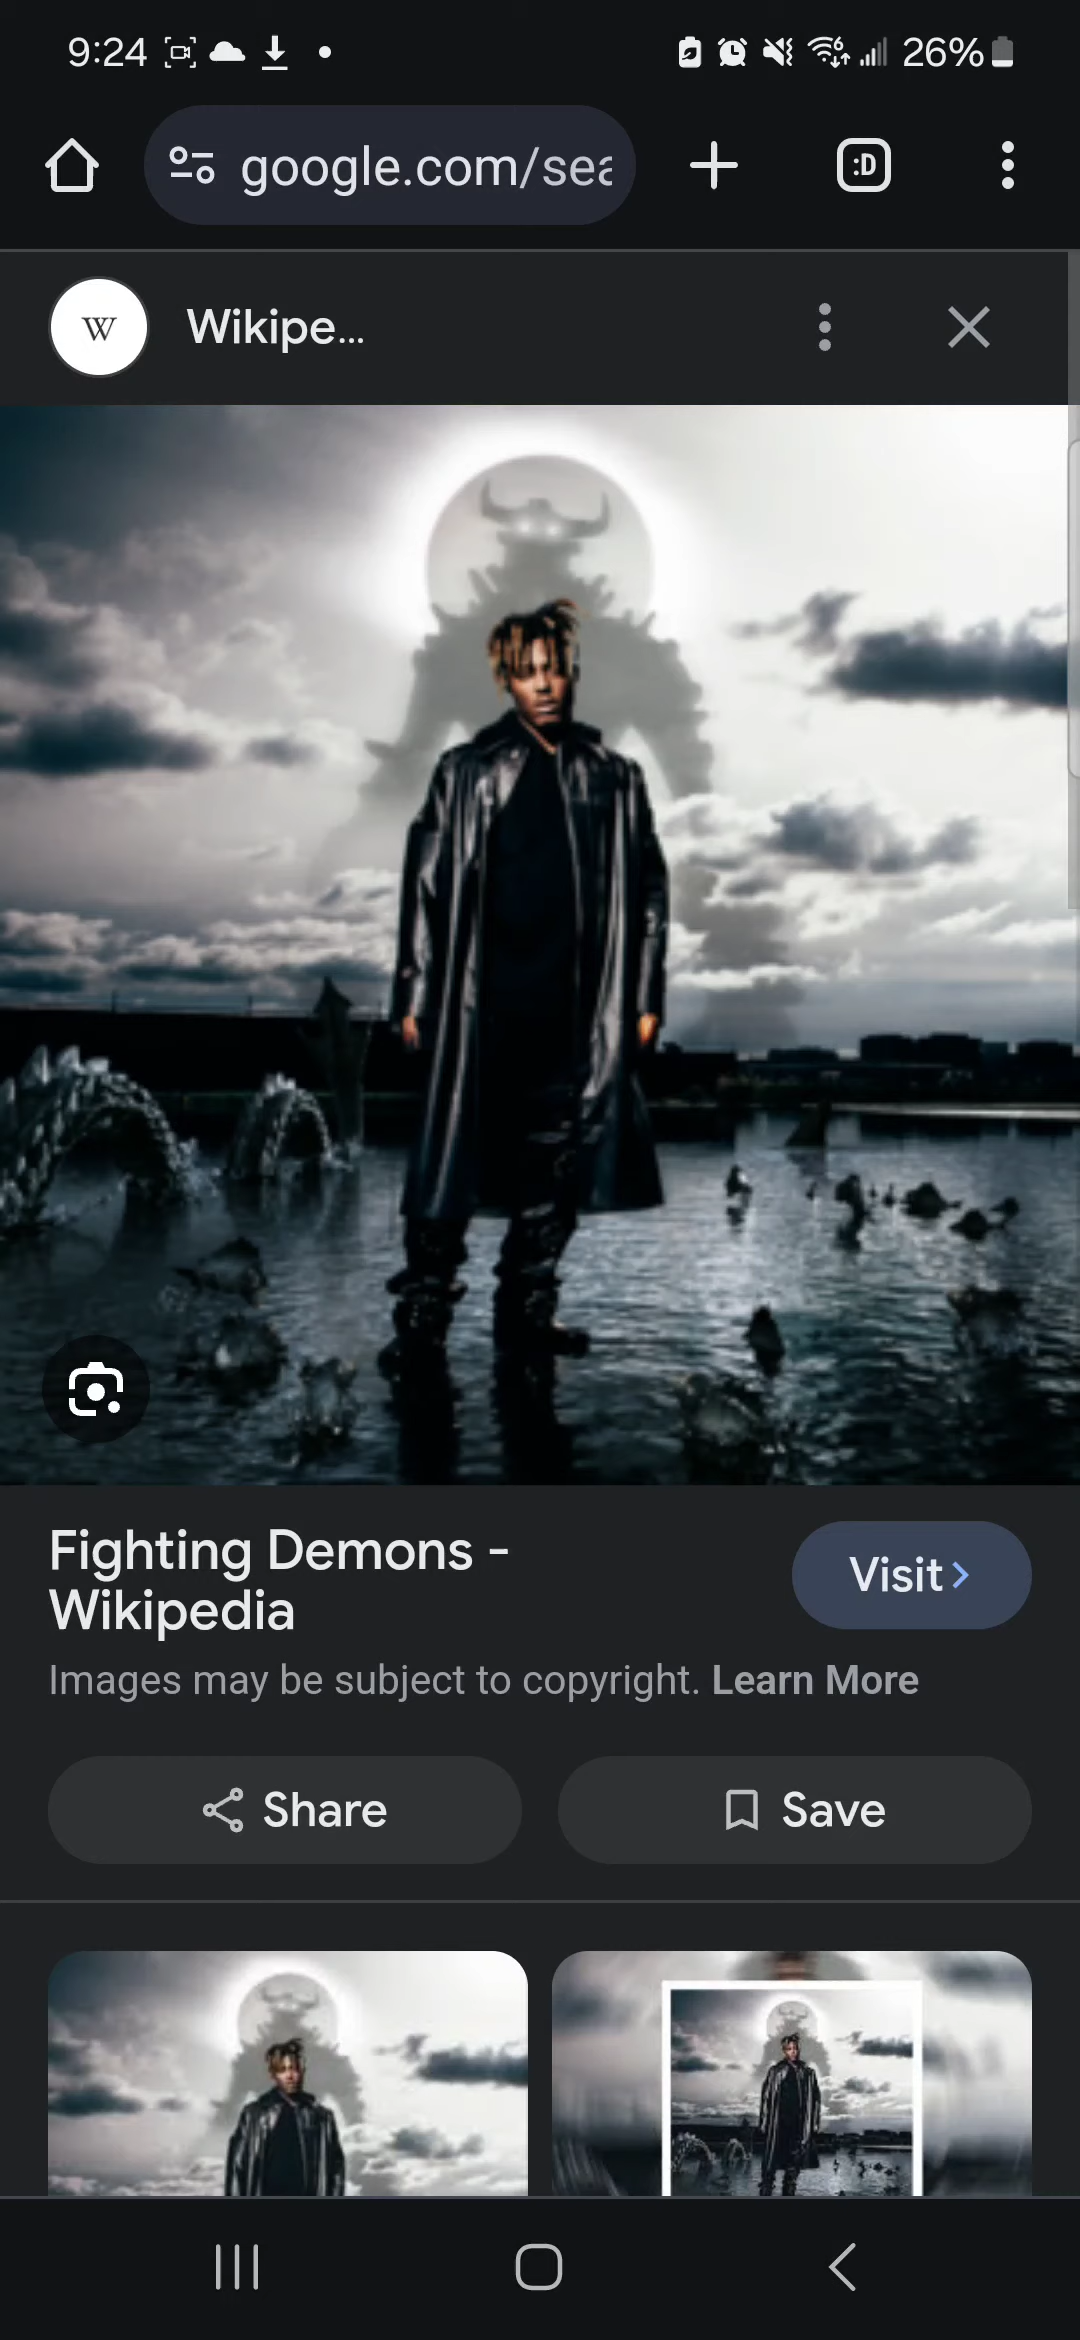 9:24
26%
google.com/sea
:D
W
Wikipe...
Fighting Demons -
Wikipedia
Visit
Images may be subject to copyright. Learn More
Share
Save